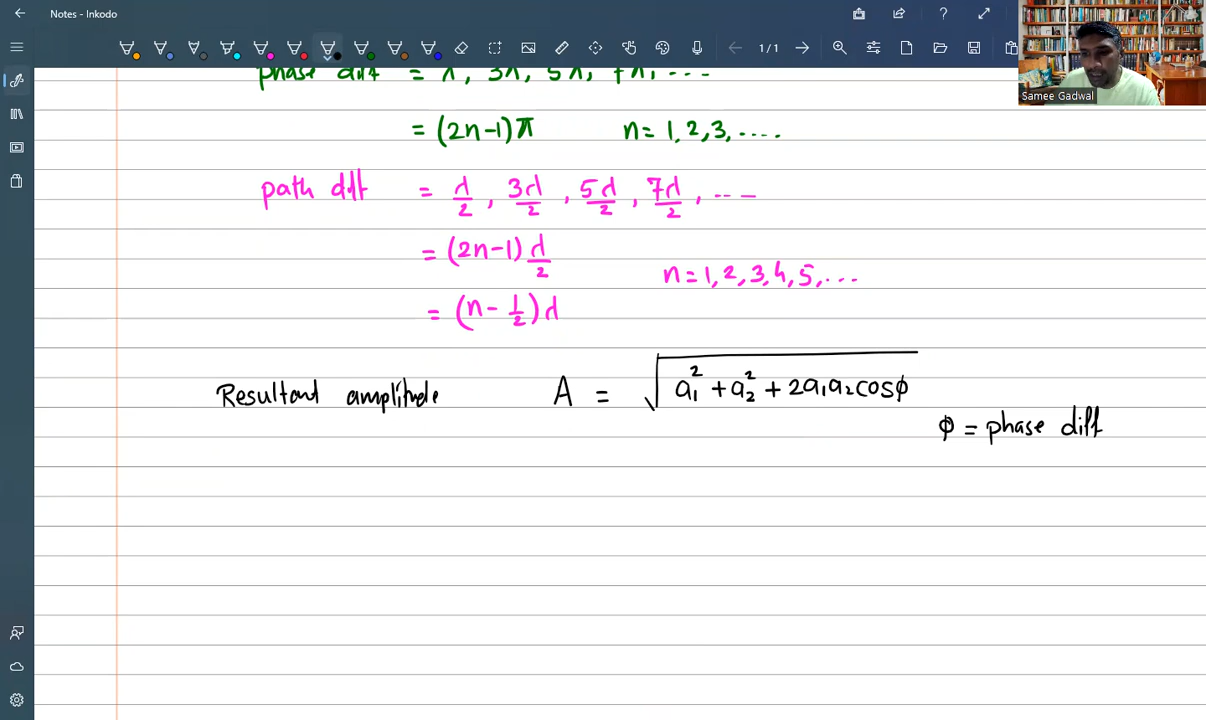 Notes - Inkodo
1/1
Samee Gadwal
phase diff = π, 3π, 5π, 7π, ....
= (2n-1)π n= 1, 2, 3, ....
path diff = λ/2, 3λ/2, 5λ/2, 7λ/2, ....
= (2n-1) λ/2
n= 1, 2, 3, 4, 5, ...
= (n - 1/2) λ
Resultant amplitude A = √(a₁² + a₂² + 2a₁a₂cosϕ)
ϕ = phase diff